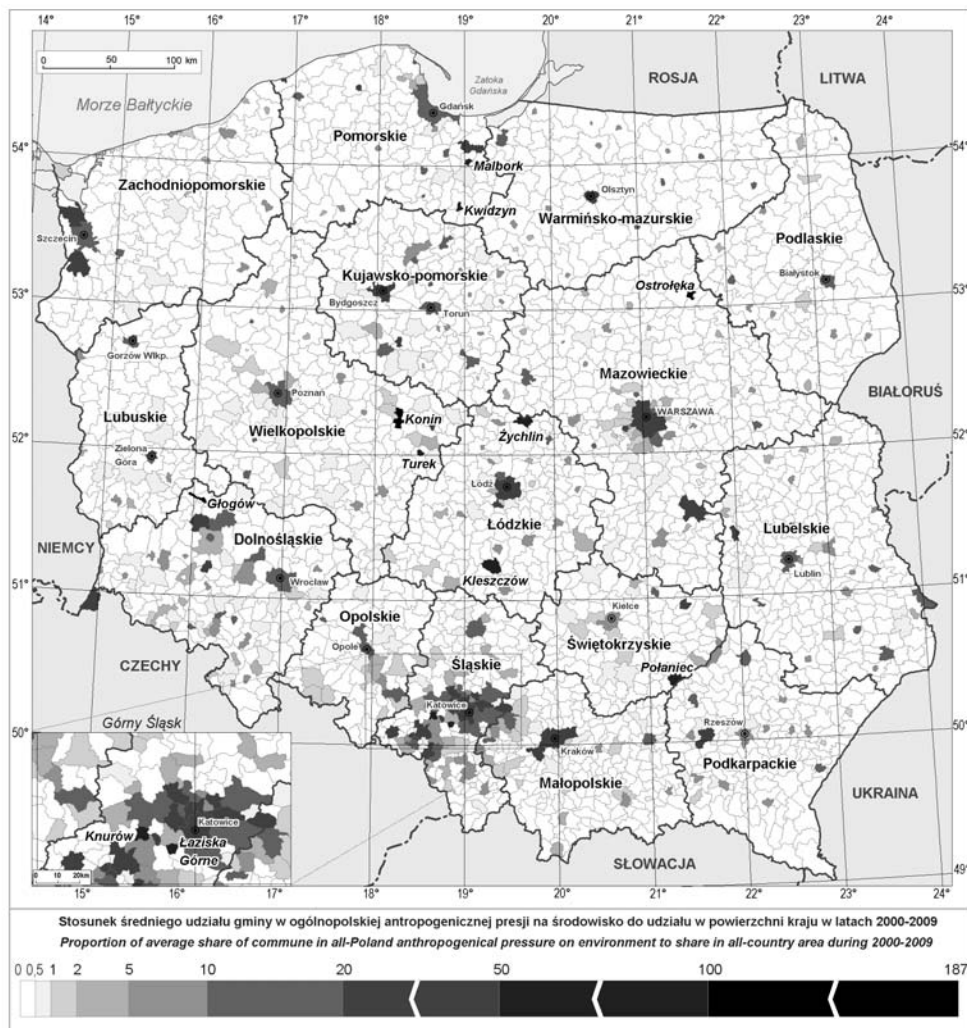 14° 15° 16° 17° 18° 19° 20° 21° 22° 23° 24°
0 50 100 km
Zatoka
Gdańska
ROSJA
LITWA
Morze Bałtyckie
Gdańsk
Pomorskie
54°
54°
Malbork
Zachodniopomorskie
Olsztyn
Kwidzyn
Warmińsko-mazurskie
Szczecin
Podlaskie
Kujawsko-pomorskie
Białystok
Ostrołęka
53°
53°
Bydgoszcz
Toruń
Gorzów Wlkp.
Mazowieckie
BIAŁORUŚ
Poznań
WARSZAWA
Lubuskie
Wielkopolskie
Konin
Żychlin
52°
52°
Zielona
Góra
Turek
Łódź
Głogów
Łódzkie
Lubelskie
NIEMCY
Dolnośląskie
Lublin
Kleszczów
51°
51°
Wrocław
Opolskie
Kielce
Świętokrzyskie
Opole
Śląskie
Połaniec
CZECHY
Katowice
Rzeszów
Górny Śląsk
50°
50°
Kraków
Podkarpackie
Małopolskie
UKRAINA
Katowice
Knurów
Łaziska
Górne
SŁOWACJA
0 10 20km
49°
15° 16° 17° 18° 19° 20° 21° 22° 23° 24°
Stosunek średniego udziału gminy w ogólnopolskiej antropogenicznej presji na środowisko do udziału w powierzchni kraju w latach 2000-2009
Proportion of average share of commune in all-Poland anthropogenical pressure on environment to share in all-country area during 2000-2009
0 0,5 1 2 5 10 20 50 100 187